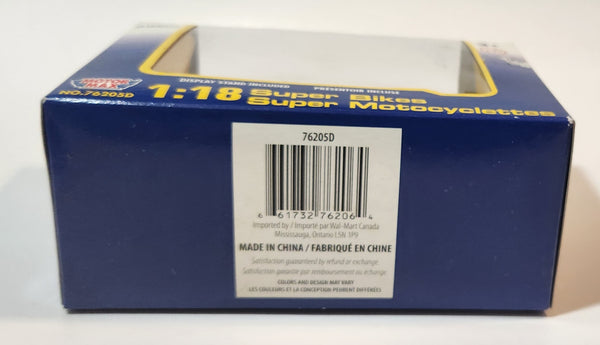 MOTOR MAX
NO.76205D
DISPLAY STAND INCLUDED PRÉSENTOIR INCLUSE
1:18 Super Bikes
Super Motocyclettes
76205D
6 61732 76206 4
Imported by / Importé par Wal-Mart Canada
Mississauga, Ontario L5N 1P9
MADE IN CHINA / FABRIQUÉ EN CHINE
Satisfaction guaranteed by refund or exchange.
Satisfaction garantie par remboursement ou échange.
COLORS AND DESIGN MAY VARY
LES COULEURS ET LA CONCEPTION PEUVENT DIFFÉRÉES